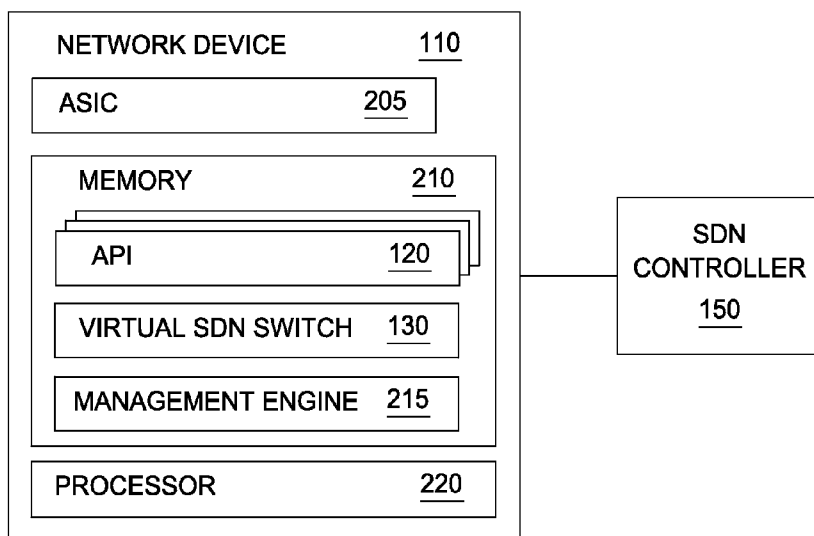 NETWORK DEVICE 110
ASIC 205
MEMORY 210
API 120
VIRTUAL SDN SWITCH 130
MANAGEMENT ENGINE 215
PROCESSOR 220
SDN
CONTROLLER
150